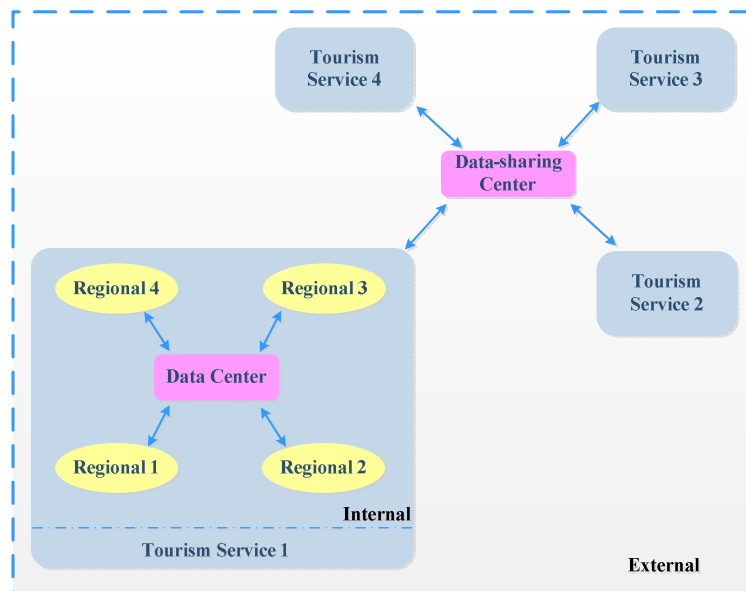 Tourism
Service 4
Tourism
Service 3
Data-sharing
Center
Tourism
Service 2
Regional 4
Regional 3
Data Center
Regional 1
Regional 2
Internal
Tourism Service 1
External